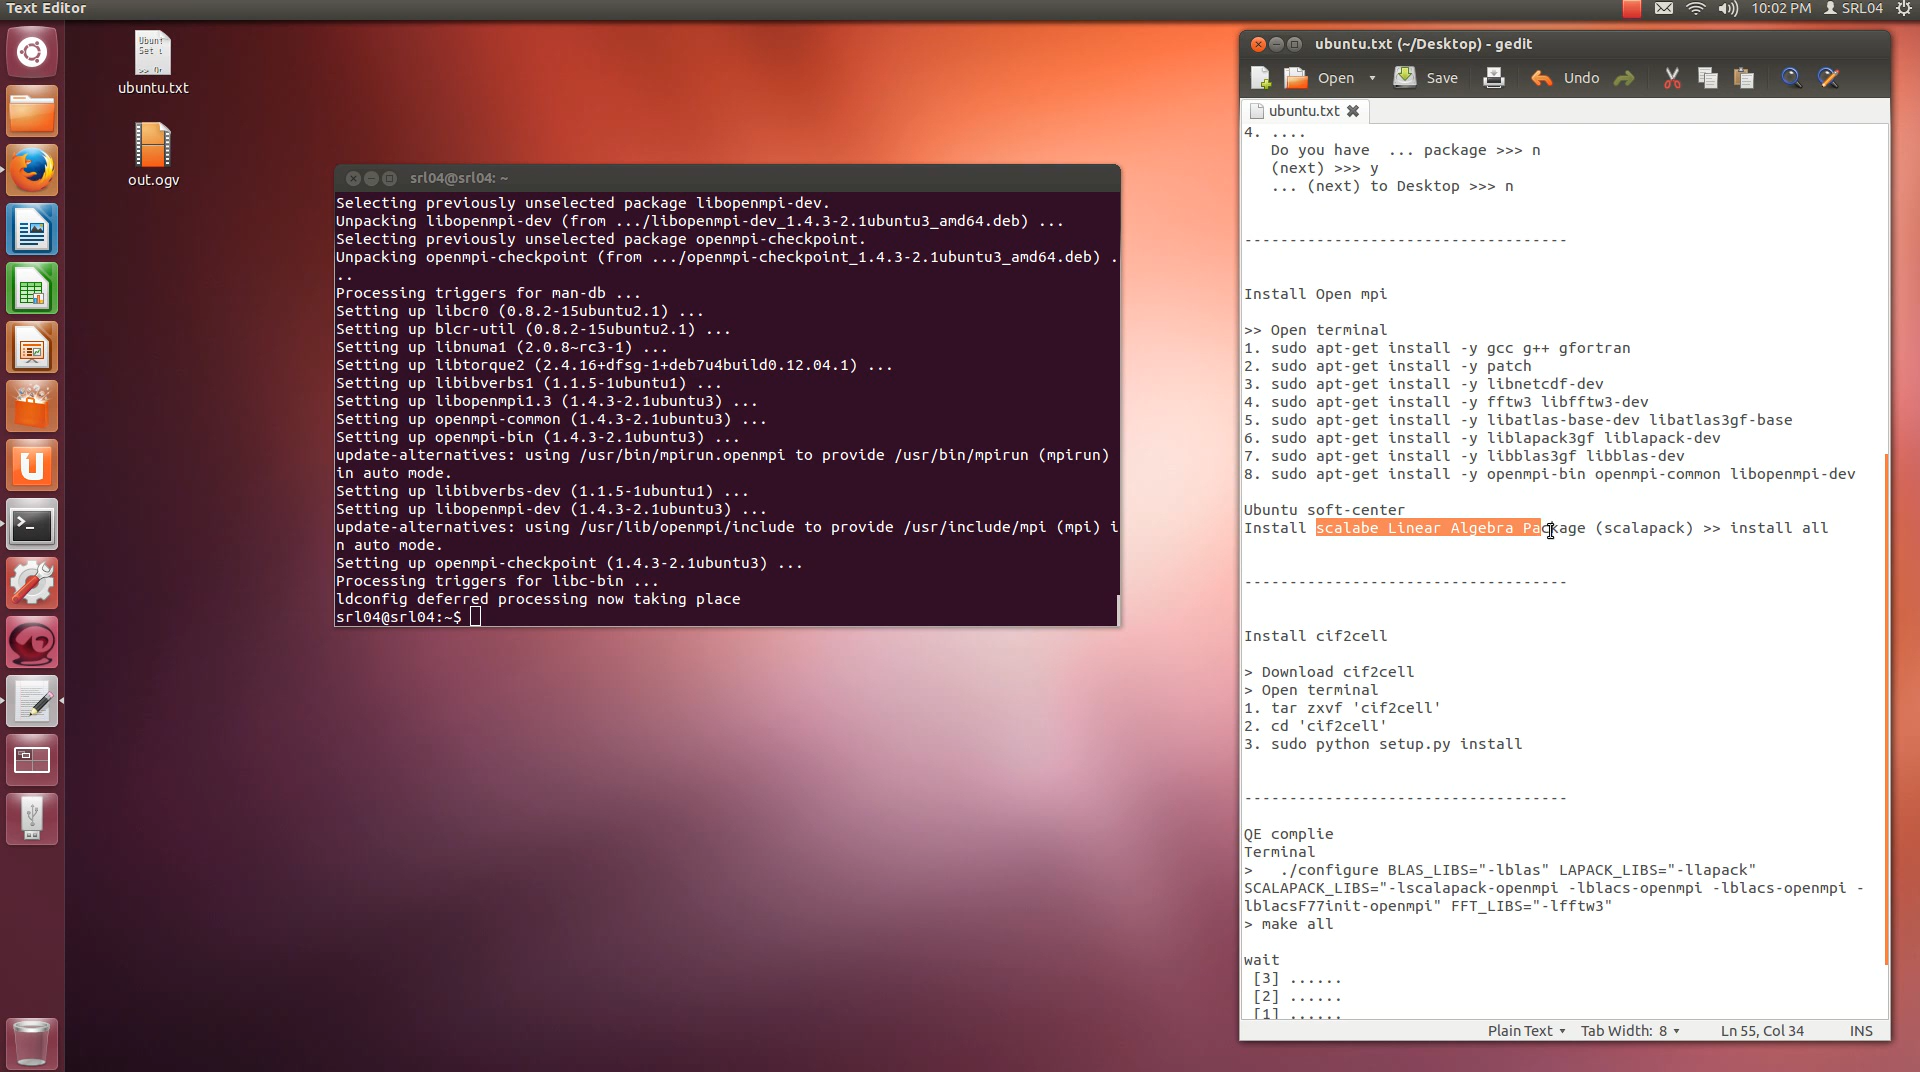 Text Editor
10:02 PM
SRL04
Ubunt
Set u
>> Or
ubuntu.txt
out.ogv
srl04@srl04: ~
Selecting previously unselected package libopenmpi-dev.
Unpacking libopenmpi-dev (from .../libopenmpi-dev_1.4.3-2.1ubuntu3_amd64.deb) ...
Selecting previously unselected package openmpi-checkpoint.
Unpacking openmpi-checkpoint (from .../openmpi-checkpoint_1.4.3-2.1ubuntu3_amd64.deb) .
..
Processing triggers for man-db ...
Setting up libcr0 (0.8.2-15ubuntu2.1) ...
Setting up blcr-util (0.8.2-15ubuntu2.1) ...
Setting up libnuma1 (2.0.8~rc3-1) ...
Setting up libtorque2 (2.4.16+dfsg-1+deb7u4build0.12.04.1) ...
Setting up libibverbs1 (1.1.5-1ubuntu1) ...
Setting up libopenmpi1.3 (1.4.3-2.1ubuntu3) ...
Setting up openmpi-common (1.4.3-2.1ubuntu3) ...
Setting up openmpi-bin (1.4.3-2.1ubuntu3) ...
update-alternatives: using /usr/bin/mpirun.openmpi to provide /usr/bin/mpirun (mpirun)
in auto mode.
Setting up libibverbs-dev (1.1.5-1ubuntu1) ...
Setting up libopenmpi-dev (1.4.3-2.1ubuntu3) ...
update-alternatives: using /usr/lib/openmpi/include to provide /usr/include/mpi (mpi) i
n auto mode.
Setting up openmpi-checkpoint (1.4.3-2.1ubuntu3) ...
Processing triggers for libc-bin ...
ldconfig deferred processing now taking place
srl04@srl04:~$
ubuntu.txt (~/Desktop) - gedit
Open
Save
Undo
ubuntu.txt
4. ....
Do you have  ... package >>> n
(next) >>> y
... (next) to Desktop >>> n
------------------------------------
Install Open mpi
>> Open terminal
1. sudo apt-get install -y gcc g++ gfortran
2. sudo apt-get install -y patch
3. sudo apt-get install -y libnetcdf-dev
4. sudo apt-get install -y fftw3 libfftw3-dev
5. sudo apt-get install -y libatlas-base-dev libatlas3gf-base
6. sudo apt-get install -y liblapack3gf liblapack-dev
7. sudo apt-get install -y libblas3gf libblas-dev
8. sudo apt-get install -y openmpi-bin openmpi-common libopenmpi-dev
Ubuntu soft-center
Install scalabe Linear Algebra Package (scalapack) >> install all
------------------------------------
Install cif2cell
> Download cif2cell
> Open terminal
1. tar zxvf 'cif2cell'
2. cd 'cif2cell'
3. sudo python setup.py install
------------------------------------
QE complie
Terminal
>   ./configure BLAS_LIBS="-lblas" LAPACK_LIBS="-llapack"
SCALAPACK_LIBS="-lscalapack-openmpi -lblacs-openmpi -lblacs-openmpi -
lblacsF77init-openmpi" FFT_LIBS="-lfftw3"
> make all
wait
[3] ......
[2] ......
[1] ......
Plain Text
Tab Width: 8
Ln 55, Col 34
INS